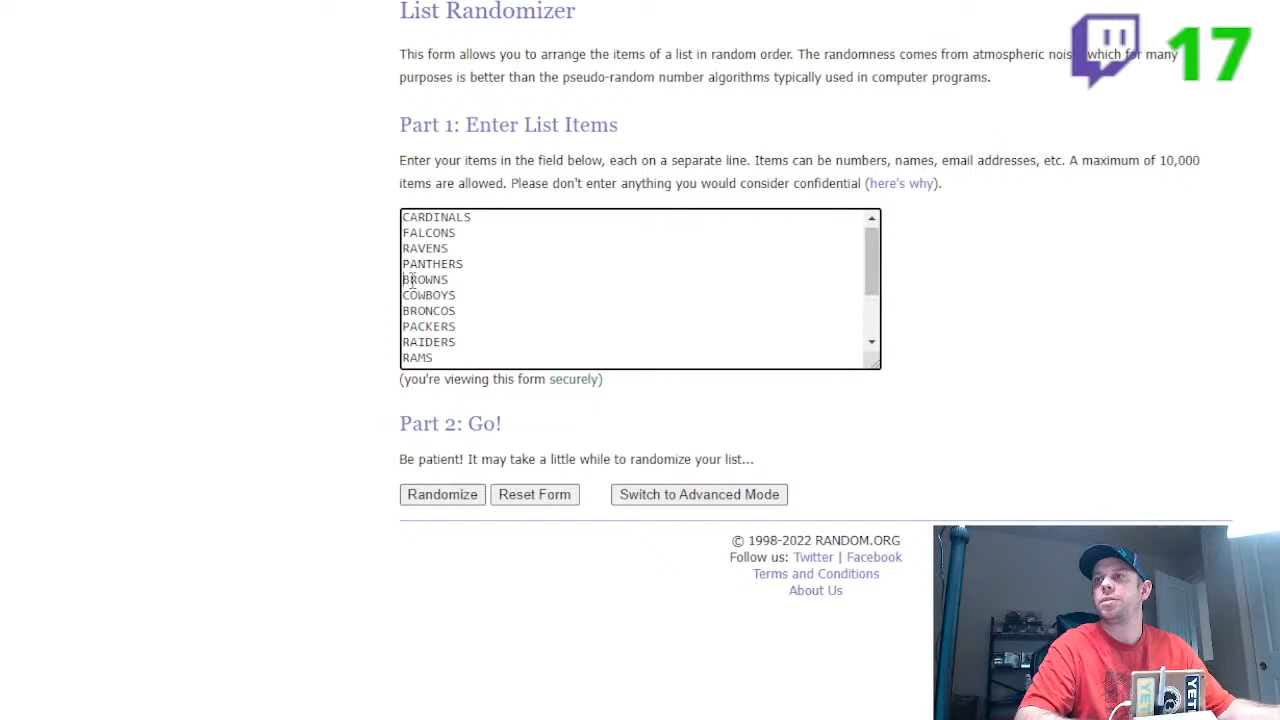 List Randomizer
17
This form allows you to arrange the items of a list in random order. The randomness comes from atmospheric noise, which for many
purposes is better than the pseudo-random number algorithms typically used in computer programs.
Part 1: Enter List Items
Enter your items in the field below, each on a separate line. Items can be numbers, names, email addresses, etc. A maximum of 10,000
items are allowed. Please don't enter anything you would consider confidential (here's why).
CARDINALS
FALCONS
RAVENS
PANTHERS
BROWNS
COWBOYS
BRONCOS
PACKERS
RAIDERS
RAMS
(you're viewing this form securely)
Part 2: Go!
Be patient! It may take a little while to randomize your list...
Randomize Reset Form Switch to Advanced Mode
© 1998-2022 RANDOM.ORG
Follow us: Twitter | Facebook
Terms and Conditions
About Us
YETI
YETI